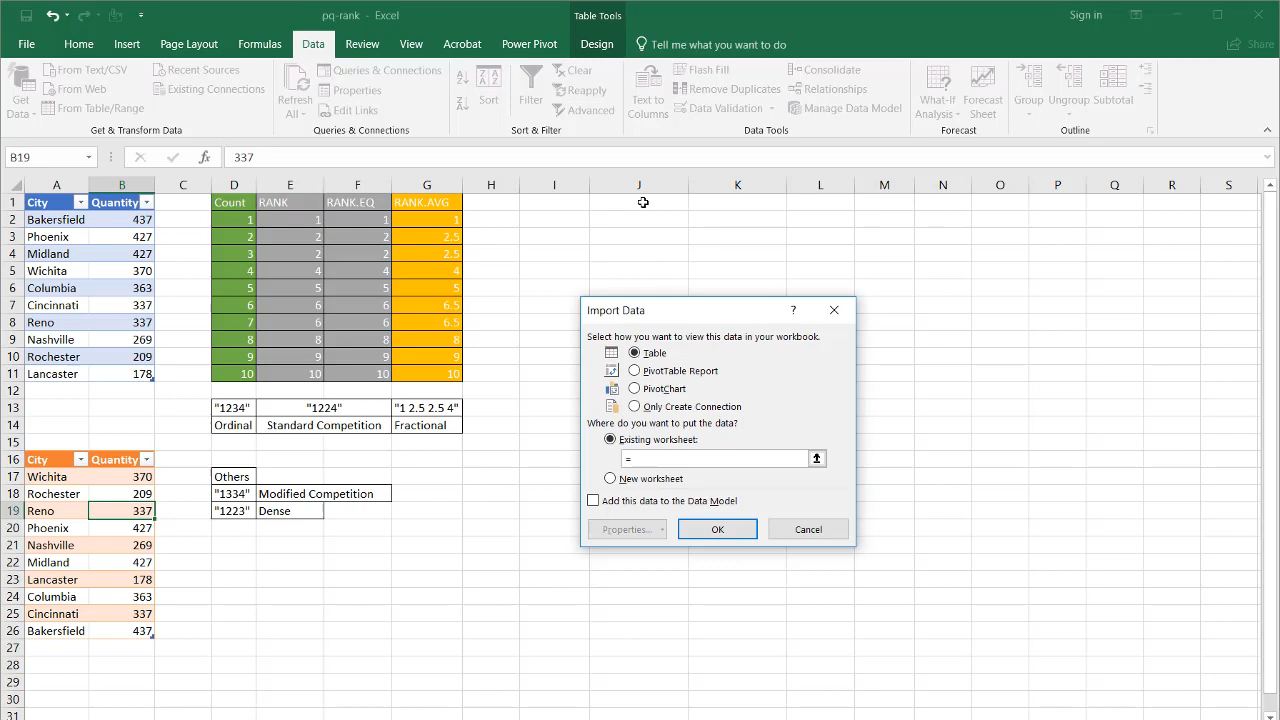 pq-rank - Excel
Table Tools
Sign in
File Home Insert Page Layout Formulas Data Review View Acrobat Power Pivot Design Tell me what you want to do Share
Get Data
From Text/CSV
From Web
From Table/Range
Recent Sources
Existing Connections
Get & Transform Data
Refresh All
Queries & Connections
Properties
Edit Links
Queries & Connections
Sort
Filter
Clear
Reapply
Advanced
Sort & Filter
Text to Columns
Flash Fill
Remove Duplicates
Data Validation
Consolidate
Relationships
Manage Data Model
Data Tools
What-If Analysis
Forecast Sheet
Forecast
Group
Ungroup
Subtotal
Outline
B19 fx 337
A B C D E F G H I J K L M N O P Q R S
1 City Quantity Count RANK RANK.EQ RANK.AVG
2 Bakersfield 437 1 1 1 1
3 Phoenix 427 2 2 2 2.5
4 Midland 427 3 2 2 2.5
5 Wichita 370 4 4 4 4
6 Columbia 363 5 5 5 5
7 Cincinnati 337 6 6 6 6.5
8 Reno 337 7 6 6 6.5
9 Nashville 269 8 8 8 8
10 Rochester 209 9 9 9 9
11 Lancaster 178 10 10 10 10
12
13 "1234" "1224" "1 2.5 2.5 4"
14 Ordinal Standard Competition Fractional
15
16 City Quantity
17 Wichita 370 Others
18 Rochester 209 "1334" Modified Competition
19 Reno 337 "1223" Dense
20 Phoenix 427
21 Nashville 269
22 Midland 427
23 Lancaster 178
24 Columbia 363
25 Cincinnati 337
26 Bakersfield 437
27
28
29
30
31
Import Data ?
Select how you want to view this data in your workbook.
Table
PivotTable Report
PivotChart
Only Create Connection
Where do you want to put the data?
Existing worksheet:
=
New worksheet
Add this data to the Data Model
Properties... OK Cancel